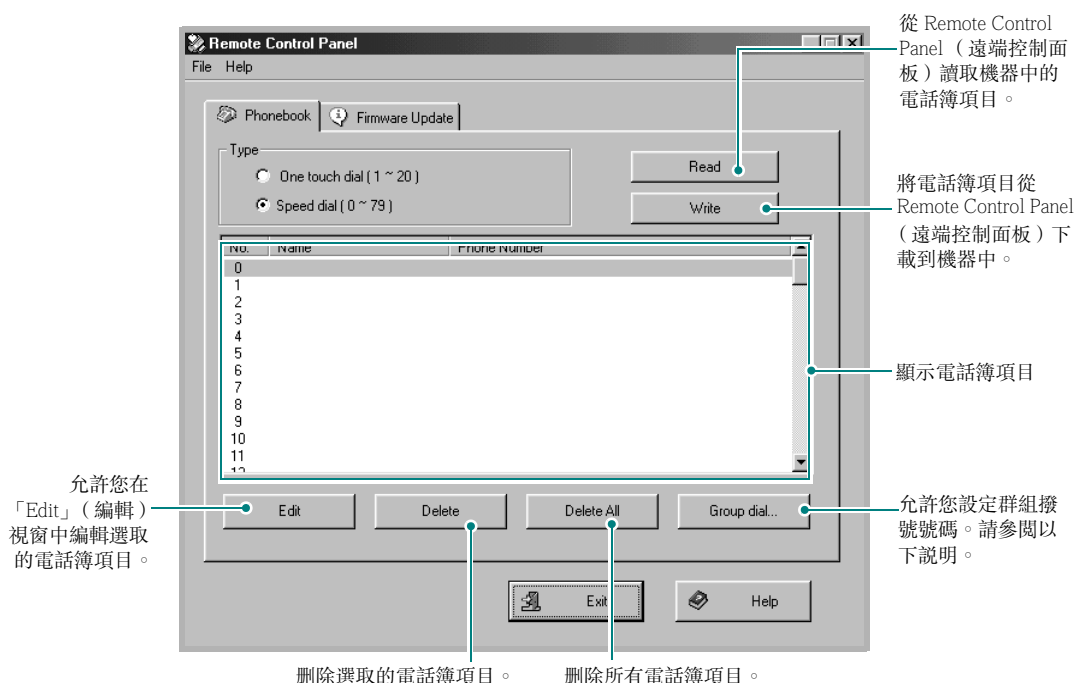 從 Remote Control
Panel（遠端控制面
板）讀取機器中的
電話簿項目。
Remote Control Panel
File Help
Phonebook Firmware Update
Type
One touch dial ( 1 ~ 20 )
Speed dial ( 0 ~ 79 )
Read
Write
將電話簿項目從
Remote Control Panel
（遠端控制面板）下
載到機器中。
No. Name Phone Number
0
1
2
3
4
5
6
7
8
9
10
11
12
顯示電話簿項目
允許您在
「Edit」（編輯）
視窗中編輯選取
的電話簿項目。
Edit Delete Delete All Group dial...
允許您設定群組撥
號號碼。請參閱以
下說明。
Exit Help
刪除選取的電話簿項目。 刪除所有電話簿項目。